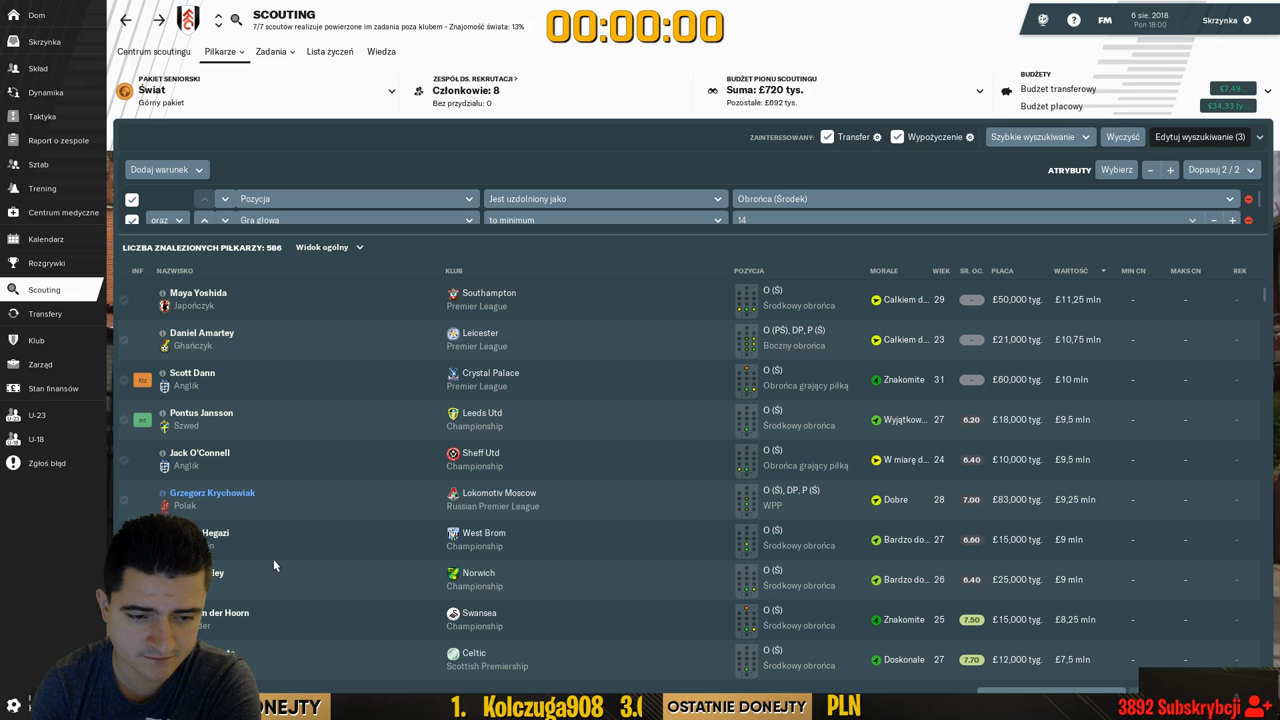 Dom
Skrzynka
Skład
Dynamika
Taktyka
Raport o zespole
Sztab
Trening
Centrum medyczne
Kalendarz
Rozgrywki
Scouting
Transfery
Klub
Zarząd
Stan finansów
U-23
U-18
Zgłoś błąd
SCOUTING
7/7 scoutów realizuje powierzone im zadania poza klubem - Znajomość świata: 13%
00:00:00
FM
6 sie. 2018
Pon 18:00
Skrzynka
Centrum scoutingu
Piłkarze
Zadania
Lista życzeń
Wiedza
PAKIET SENIORSKI
Świat
Górny pakiet
ZESPÓŁ DS. REKRUTACJI >
Członkowie: 8
Bez przydziału: 0
BUDŻET PIONU SCOUTINGU
Suma: £720 tys.
Pozostałe: £692 tys.
BUDŻETY
Budżet transferowy £7,49...
Budżet płacowy £34,33 ty...
ZAINTERESOWANY: Transfer Wypożyczenie Szybkie wyszukiwanie Wyczyść Edytuj wyszukiwanie (3)
Dodaj warunek ATRYBUTY Wybierz - + Dopasuj 2 / 2
Pozycja Jest uzdolniony jako Obrońca (Środek)
oraz Gra głową to minimum 14 - +
LICZBA ZNALEZIONYCH PIŁKARZY: 586 Widok ogólny
INF NAZWISKO KLUB POZYCJA MORALE WIEK ŚR. OC. PŁACA WARTOŚĆ MIN CN MAKS CN REK
Maya Yoshida Southampton O (Ś) Całkiem d... 29 - £50,000 tyg. £11,25 mln - - -
Japończyk Premier League Środkowy obrońca
Daniel Amartey Leicester O (PŚ), DP, P (Ś) Całkiem d... 23 - £21,000 tyg. £10,75 mln - - -
Ghańczyk Premier League Boczny obrońca
Scott Dann Crystal Palace O (Ś) Znakomite 31 - £60,000 tyg. £10 mln - - -
Anglik Premier League Obrońca grający piłką
Int Pontus Jansson Leeds Utd O (Ś) Wyjątkow... 27 6.20 £18,000 tyg. £9,5 mln - - -
Szwed Championship Środkowy obrońca
Jack O'Connell Sheff Utd O (Ś) W miarę d... 24 6.40 £10,000 tyg. £9,5 mln - - -
Anglik Championship Obrońca grający piłką
Grzegorz Krychowiak Lokomotiv Moscow O (Ś), DP, P (Ś) Dobre 28 7.00 £83,000 tyg. £9,25 mln - - -
Polak Russian Premier League WPP
Hegazi West Brom O (Ś) Bardzo do... 27 6.60 £15,000 tyg. £9 mln - - -
Championship Środkowy obrońca
Norwich O (Ś) Bardzo do... 26 6.40 £25,000 tyg. £9 mln - - -
Championship Środkowy obrońca
der Hoorn Swansea O (Ś) Znakomite 25 7.50 £15,000 tyg. £8,25 mln - - -
Championship Środkowy obrońca
Celtic O (Ś) Doskonałe 27 7.70 £12,000 tyg. £7,5 mln - - -
Scottish Premiership Środkowy obrońca
DONEJTY 1. Kolczuga908 OSTATNIE DONEJTY PLN 3892 Subskrybcji